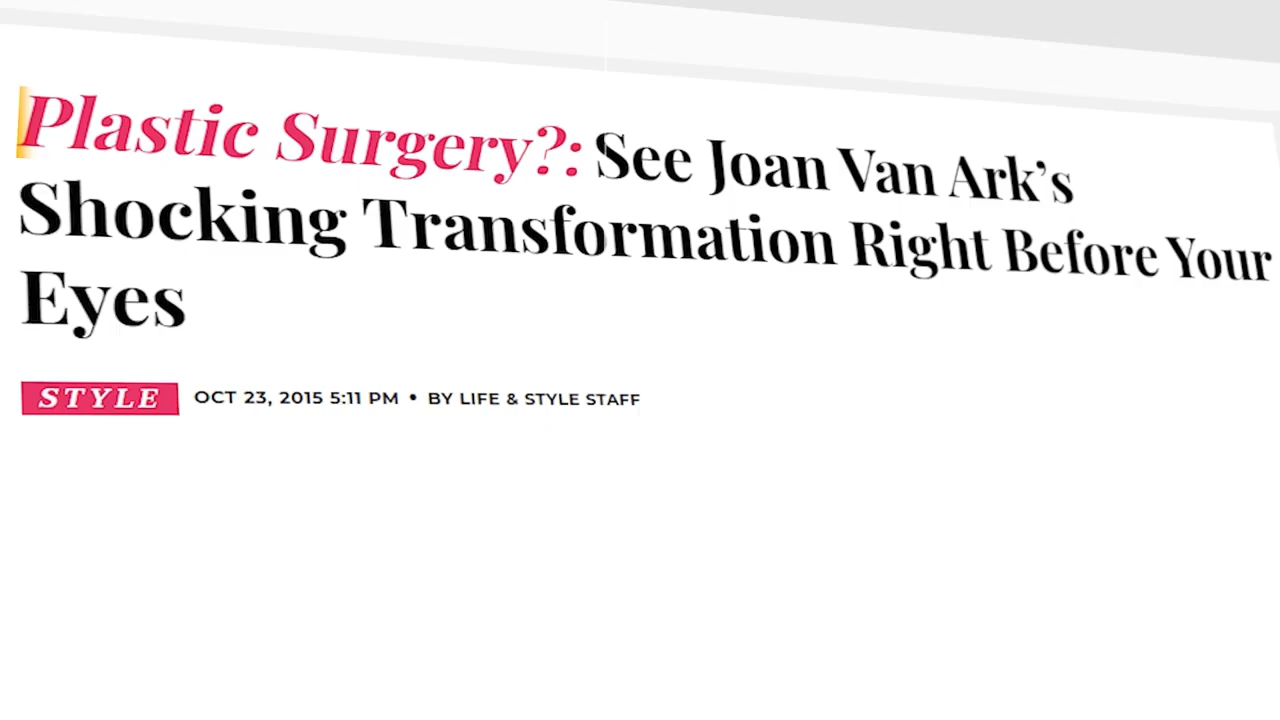 Plastic Surgery?: See Joan Van Ark’s
Shocking Transformation Right Before Your
Eyes
STYLE OCT 23, 2015 5:11 PM • BY LIFE & STYLE STAFF